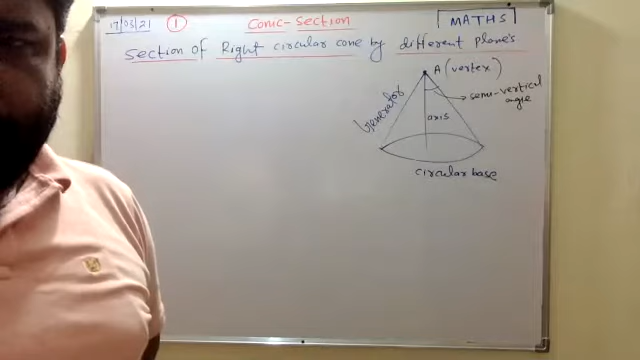 17/03/21 1 Conic-Section MATHS
Section of Right circular cone by different plane's
A (vertex)
semi-vertical
angle
Generator
axis
circular base